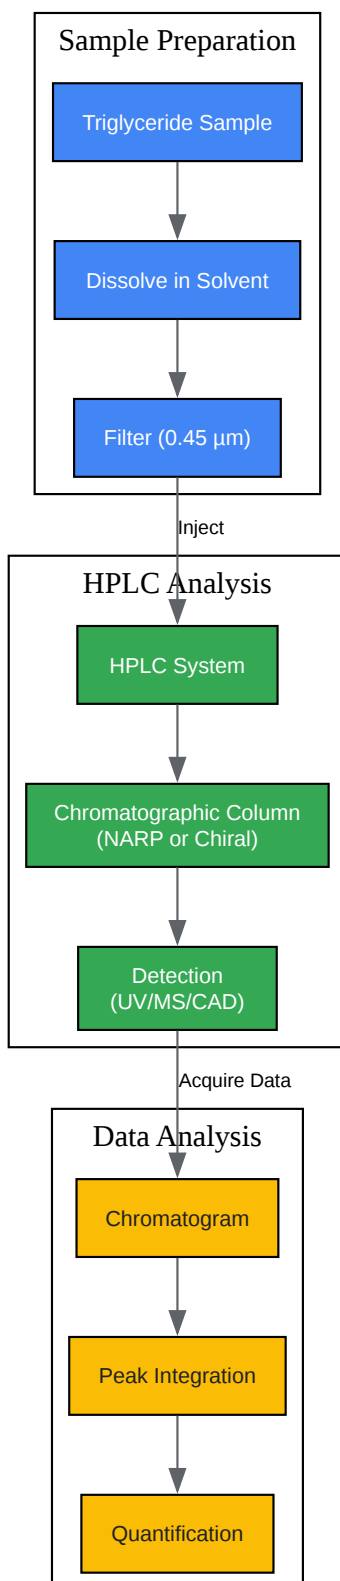 Sample Preparation
Triglyceride Sample
Dissolve in Solvent
Filter (0.45 µm)
Inject
HPLC Analysis
HPLC System
Chromatographic Column
(NARP or Chiral)
Detection
(UV/MS/CAD)
Acquire Data
Data Analysis
Chromatogram
Peak Integration
Quantification